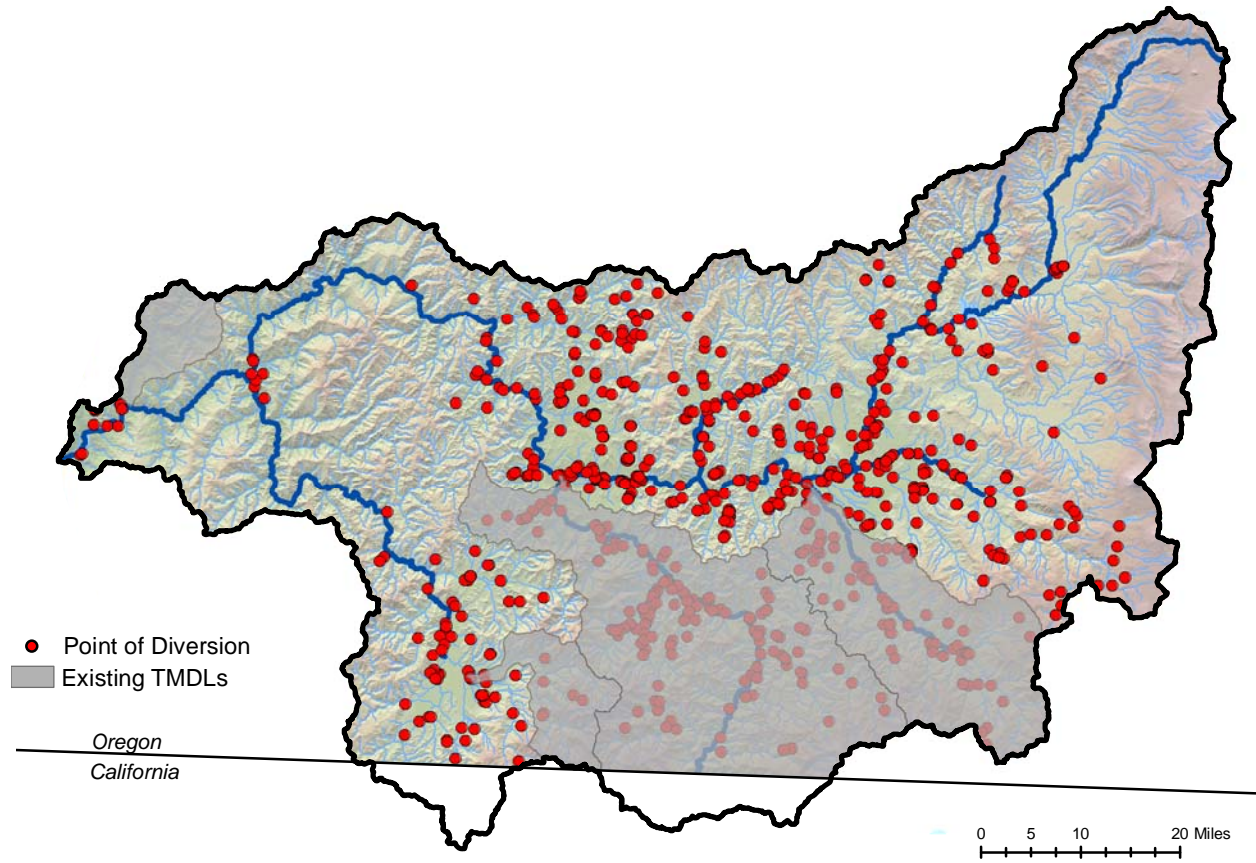 Point of Diversion
Existing TMDLs
Oregon
California
0 5 10 20 Miles